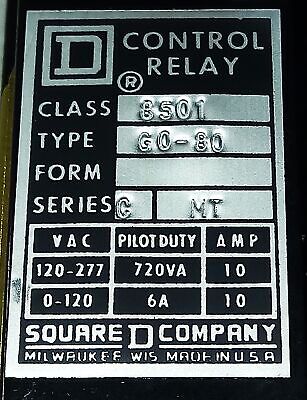 D
®
CONTROL
RELAY
CLASS 8501
TYPE GO-80
FORM
SERIES C MT
VAC PILOT DUTY AMP
120-277 720VA 10
0-120 6A 10
SQUARE D COMPANY
MILWAUKEE WIS MADE IN U.S.A